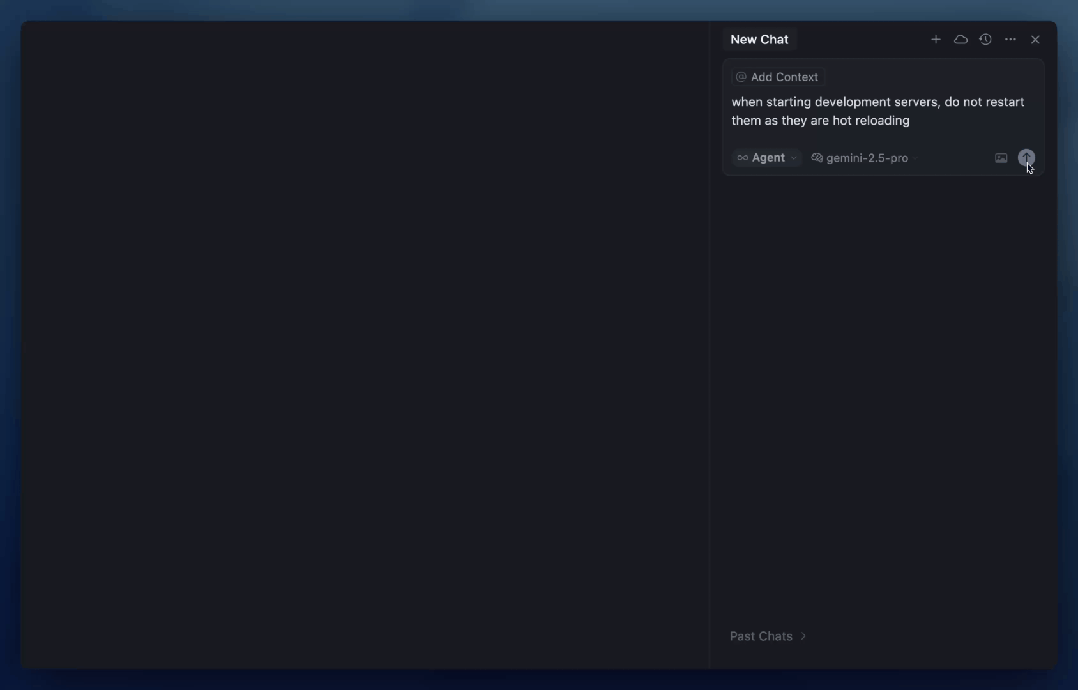 New Chat
@ Add Context
when starting development servers, do not restart
them as they are hot reloading
∞ Agent
gemini-2.5-pro
Past Chats